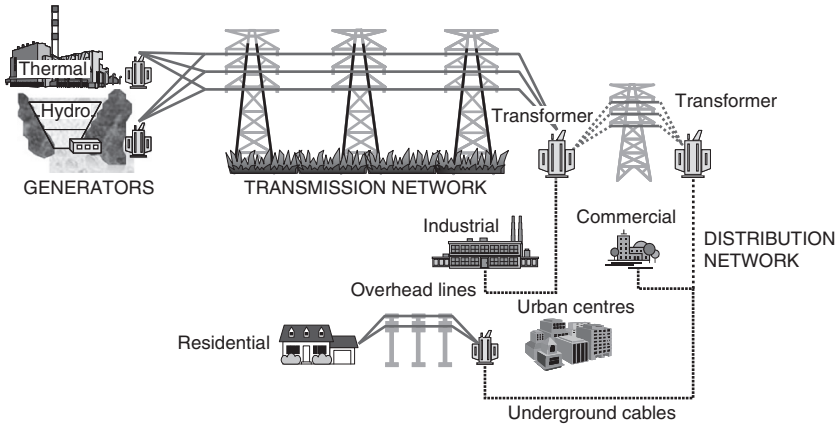 Thermal
Hydro
GENERATORS
TRANSMISSION NETWORK
Transformer
Transformer
Industrial
Commercial
DISTRIBUTION
NETWORK
Overhead lines
Urban centres
Residential
Underground cables